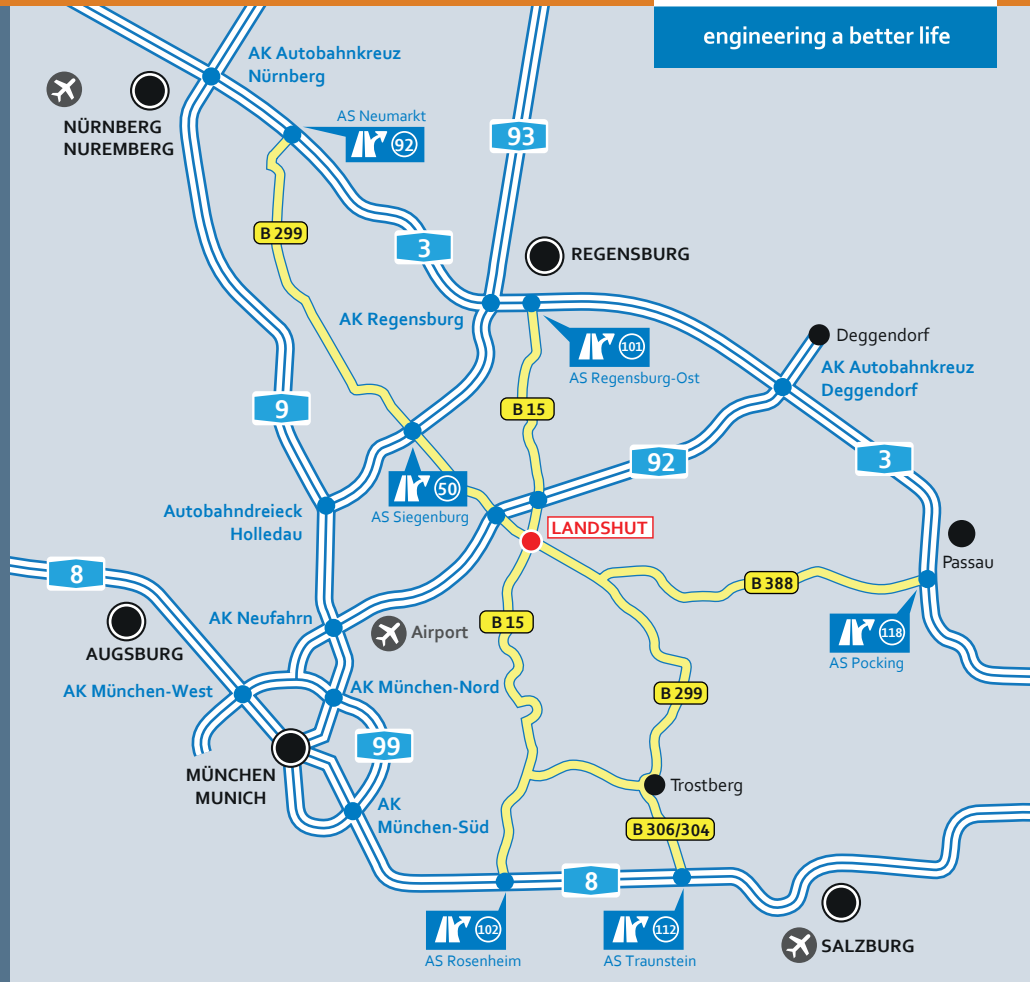 engineering a better life
AK Autobahnkreuz
Nürnberg
NÜRNBERG
NUREMBERG
AS Neumarkt
92
93
B 299
3
REGENSBURG
AK Regensburg
101
AS Regensburg-Ost
Deggendorf
AK Autobahnkreuz
Deggendorf
9
B 15
92
3
50
AS Siegenburg
Autobahndreieck
Holledau
LANDSHUT
Passau
8
B 388
AK Neufahrn
Airport
B 15
118
AS Pocking
AUGSBURG
AK München-West
AK München-Nord
B 299
99
MÜNCHEN
MUNICH
Trostberg
AK
München-Süd
B 306/304
8
102
AS Rosenheim
112
AS Traunstein
SALZBURG